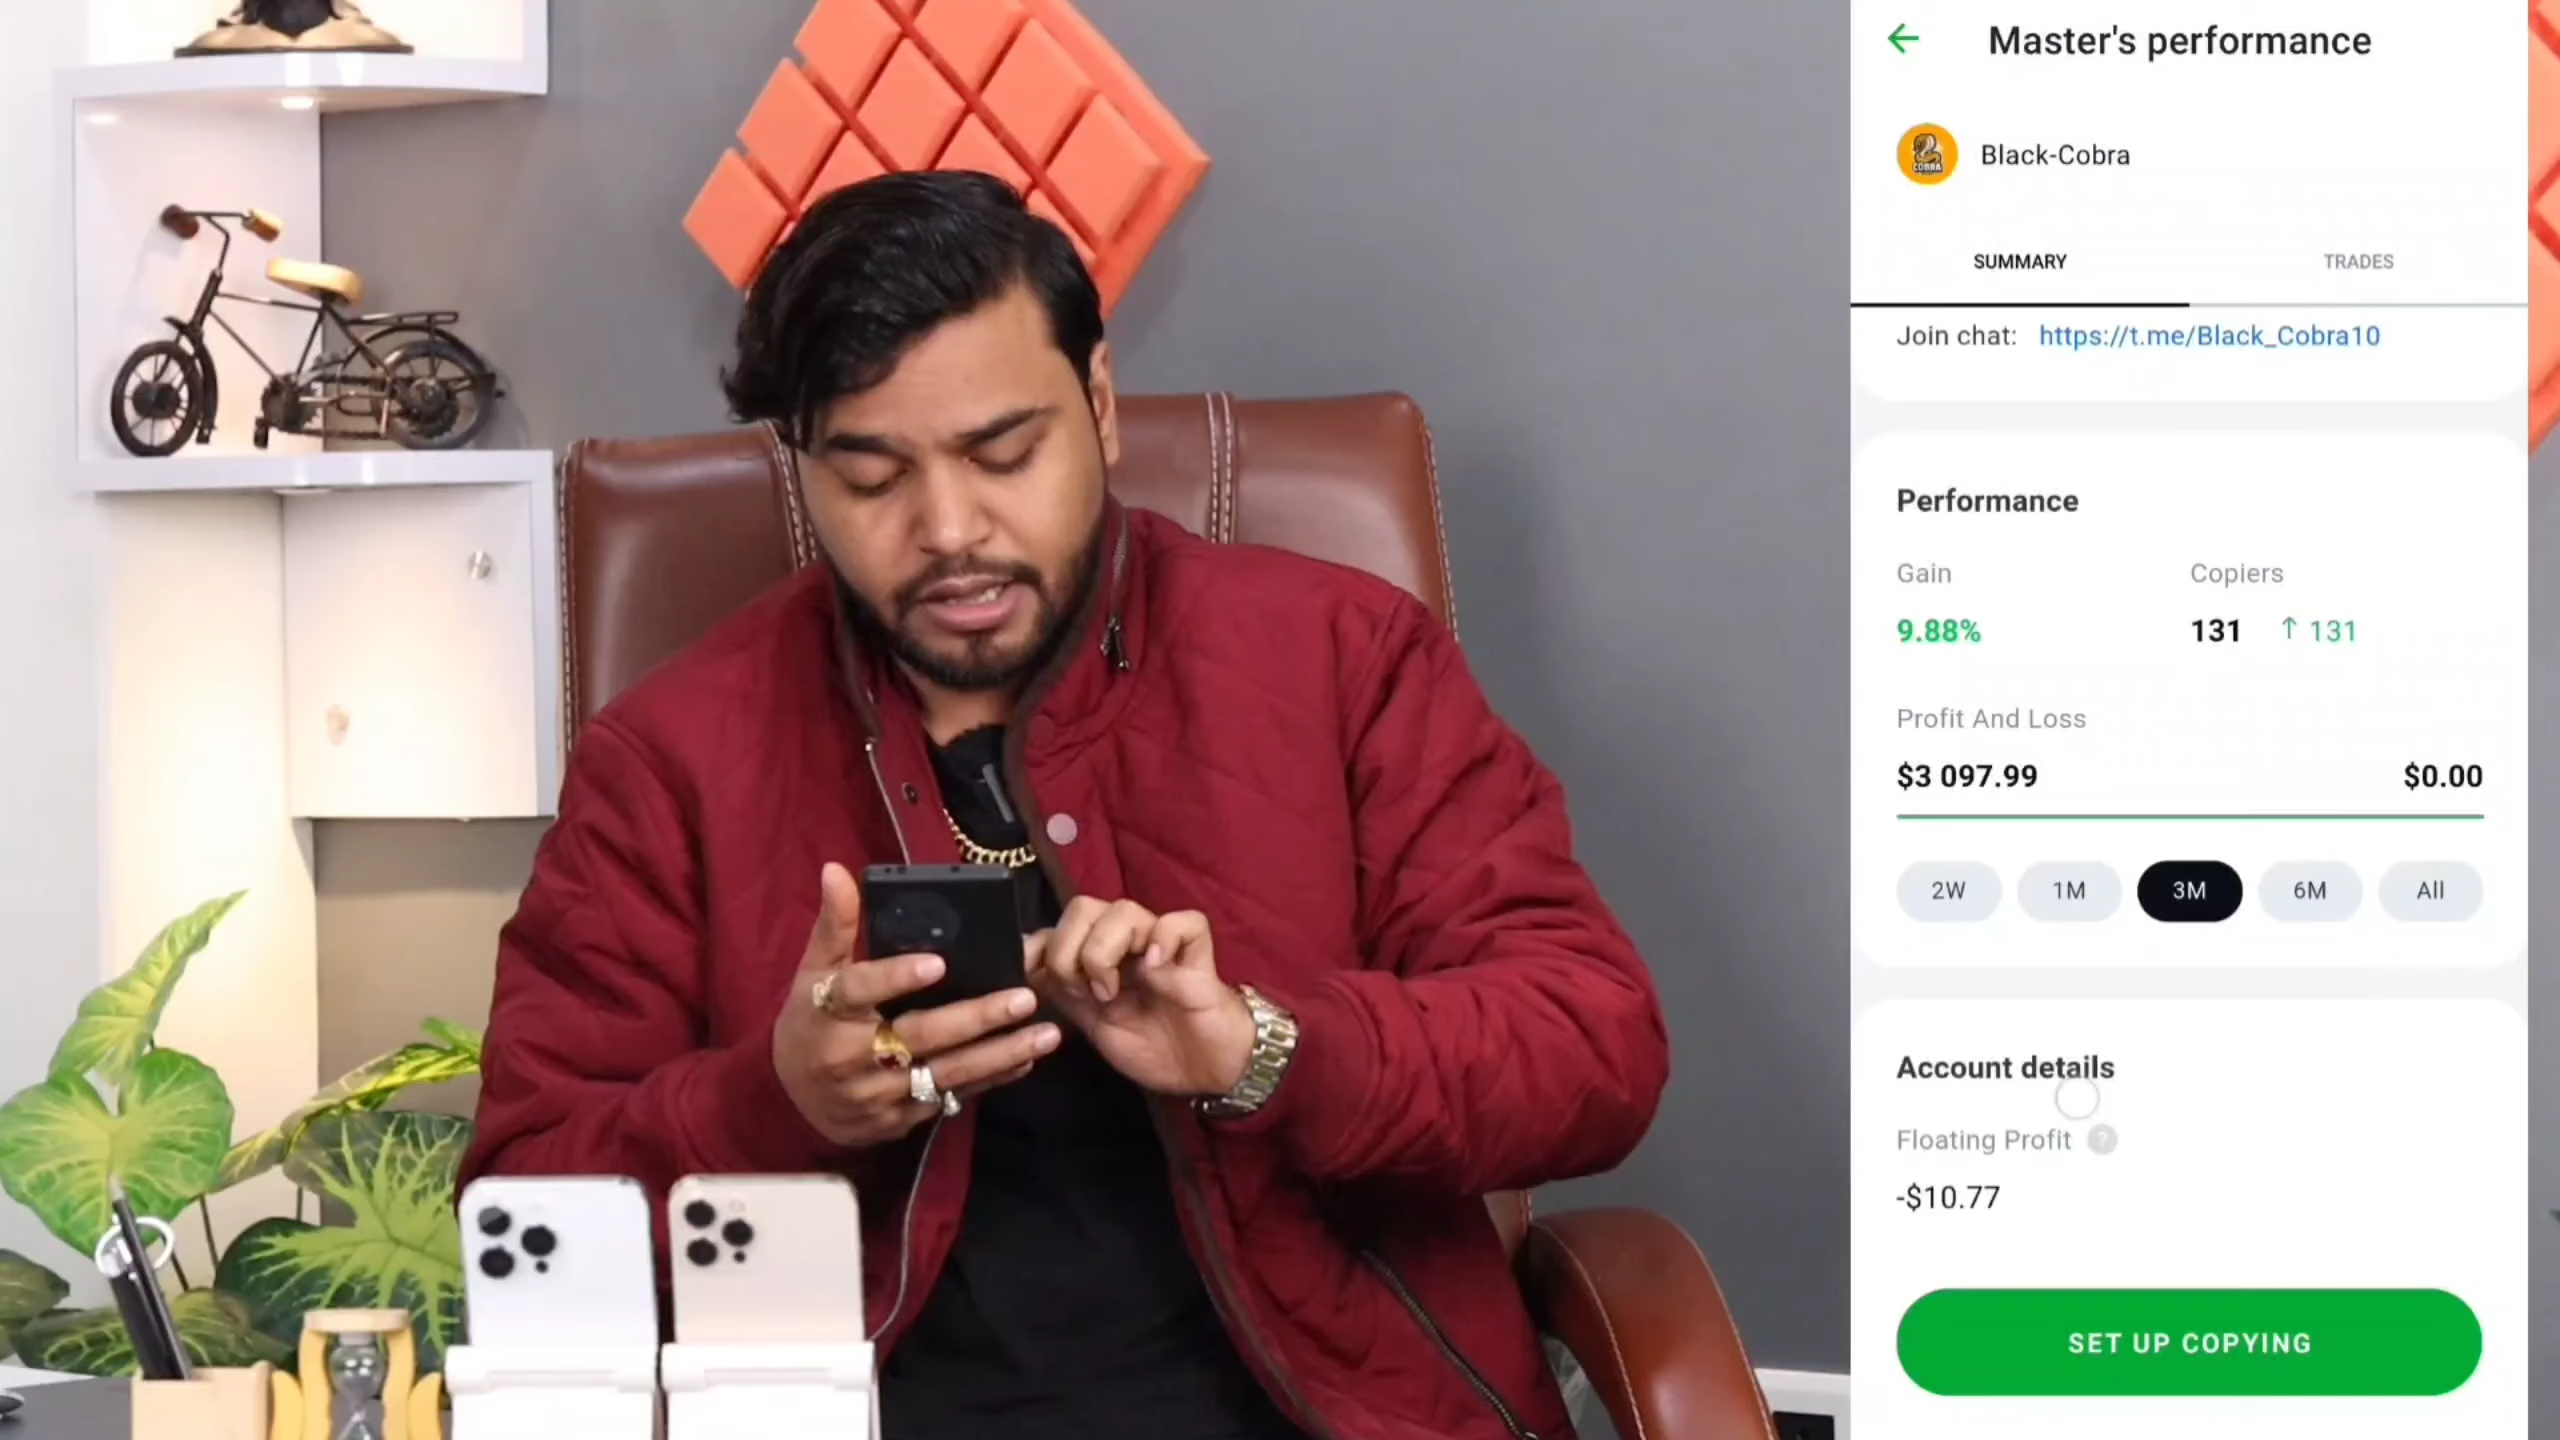 Master's performance
COBRA
Black-Cobra
SUMMARY
TRADES
Join chat: https://t.me/Black_Cobra10
Performance
Gain
Copiers
9.88%
131 ↑ 131
Profit And Loss
$3 097.99
$0.00
2W
1M
3M
6M
All
Account details
Floating Profit ?
-$10.77
SET UP COPYING